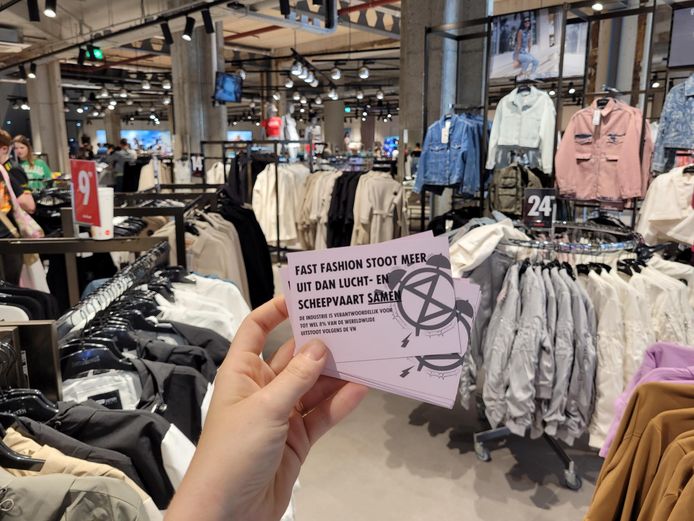 FAST FASHION STOOT MEER
UIT DAN LUCHT- EN
SCHEEPVAART SAMEN
DE INDUSTRIE IS VERANTWOORDELIJK VOOR
TOT WEL 8% VAN DE WERELDWIJDE
UITSTOOT VOLGENS DE VN
9
24